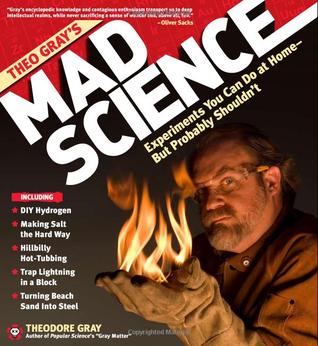 "Gray's encyclopedic knowledge and contagious enthusiasm transport us to deep
intellectual realms, while never sacrificing a sense of wonder and, above all, fun."
—Oliver Sacks
THEO GRAY'S
MAD
SCIENCE
Experiments You Can Do at Home—
But Probably Shouldn't
INCLUDING
★ DIY Hydrogen
★ Making Salt
the Hard Way
★ Hillbilly
Hot-Tubbing
★ Trap Lightning
in a Block
★ Turning Beach
Sand Into Steel
THEODORE GRAY
Author of Popular Science's "Gray Matter"
Copyrighted Material